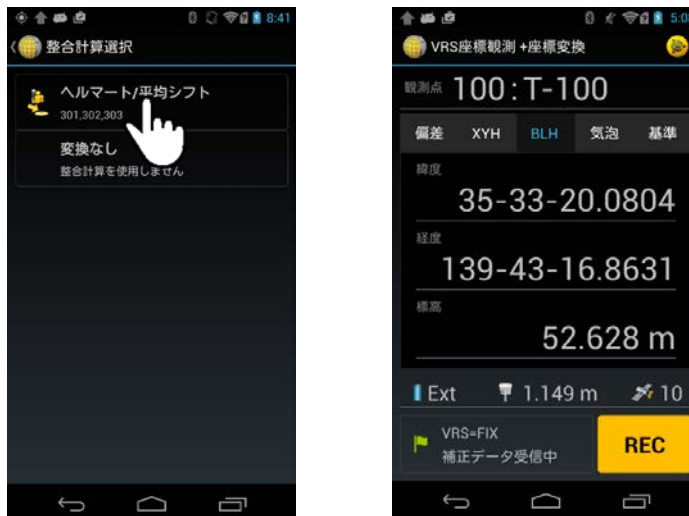 8:41
整合計算選択
ヘルマート/平均シフト
301,302,303
変換なし
整合計算を使用しません
5:0
VRS座標観測 +座標変換
観測点 100 : T-100
偏差 XYH BLH 気泡 基準
緯度
35-33-20.0804
経度
139-43-16.8631
標高
52.628 m
Ext 1.149 m 10
VRS=FIX
補正データ受信中
REC